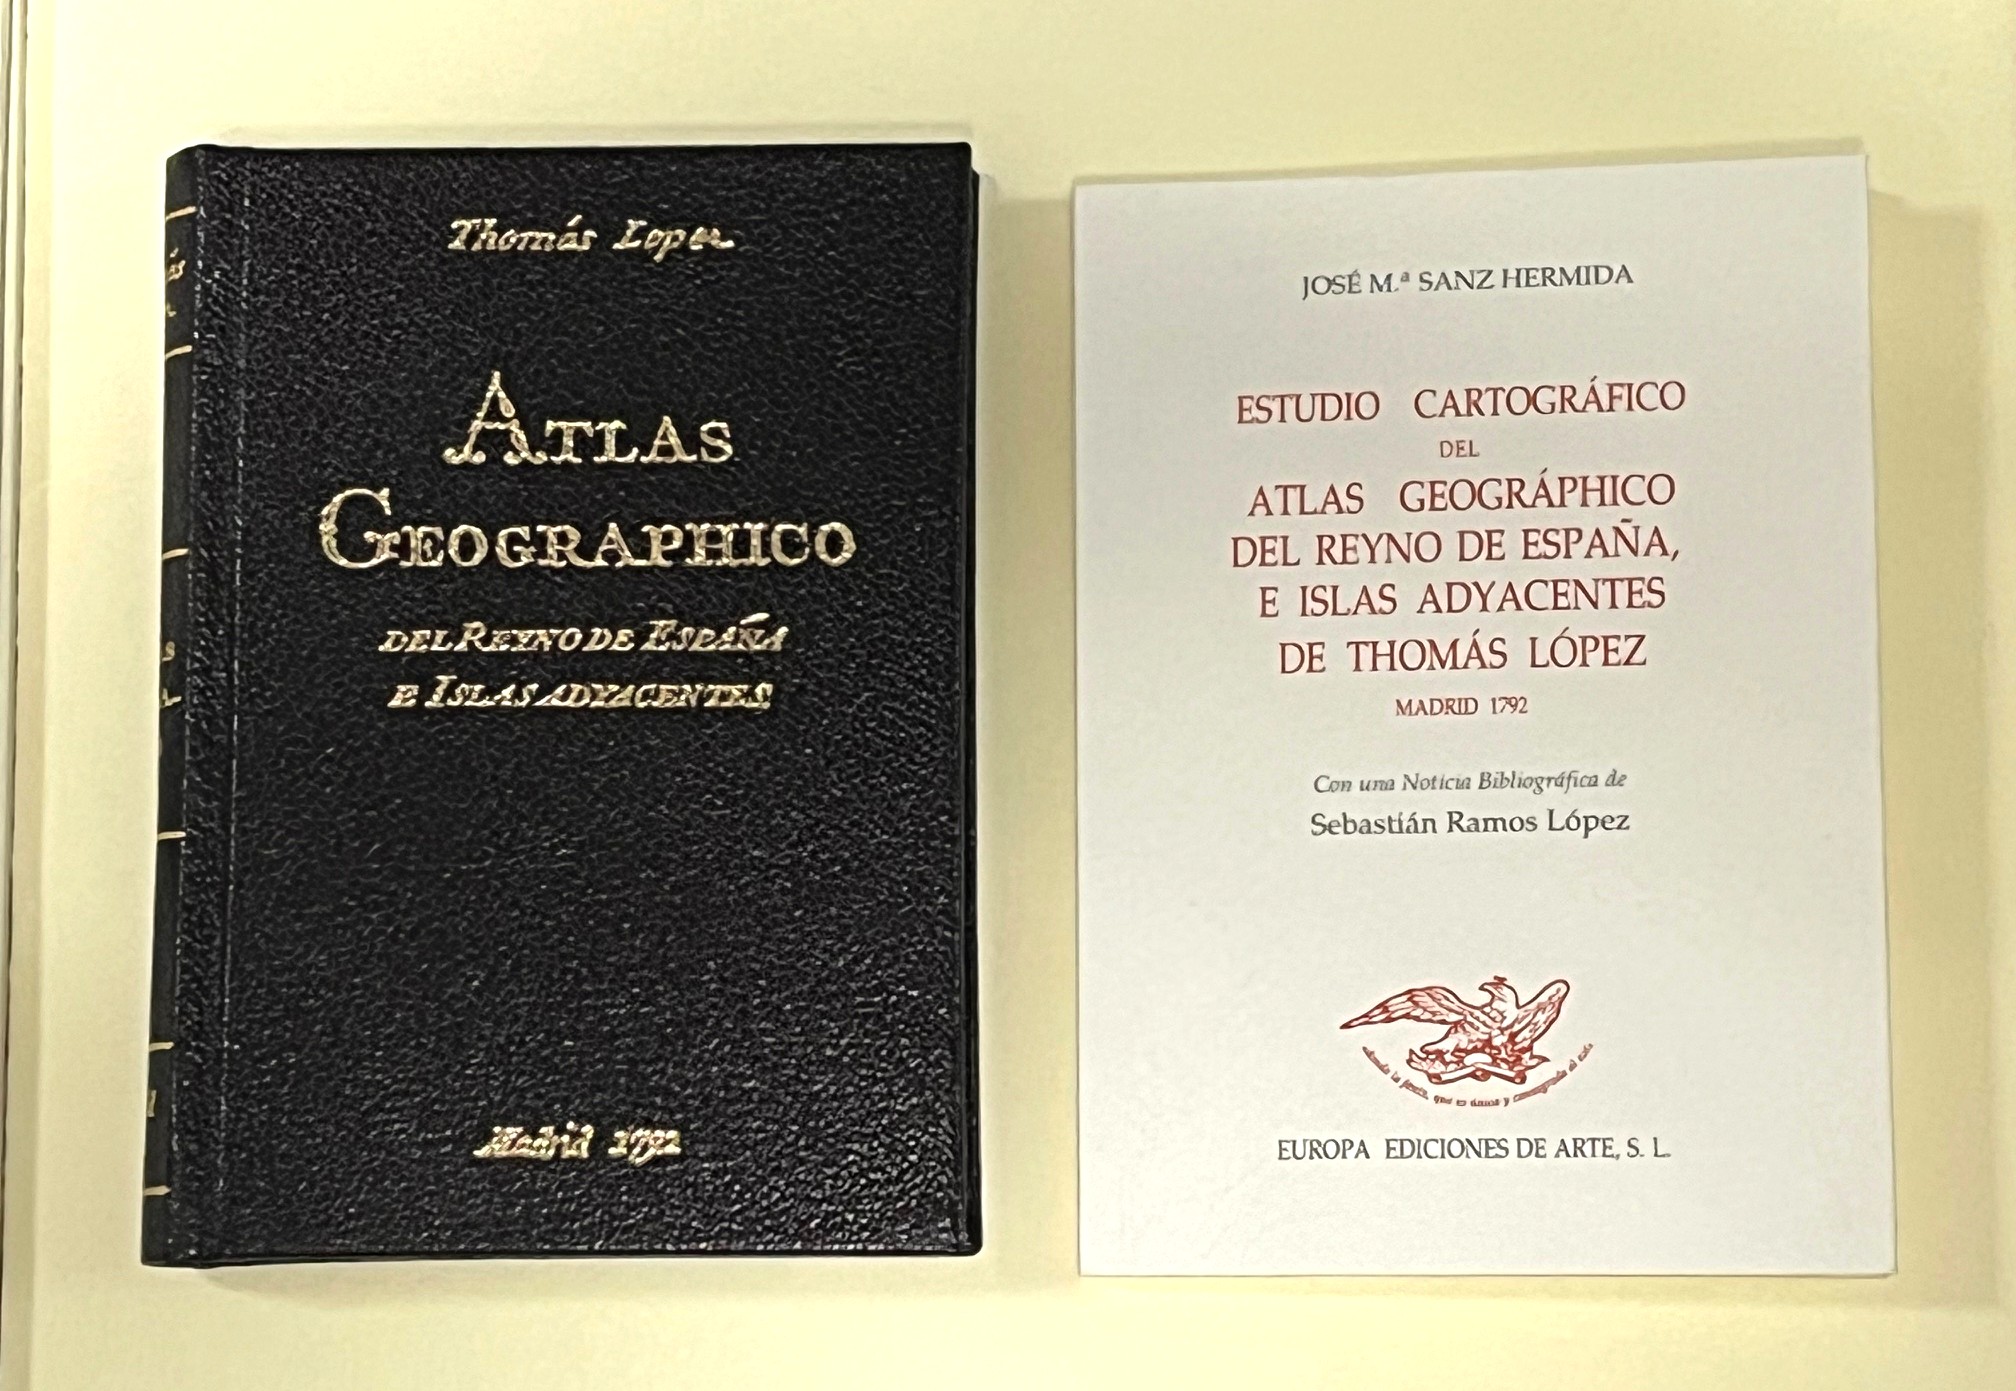 Thomás Lopez
ATLAS
GEOGRAPHICO
DEL REYNO DE ESPAÑA
E ISLAS ADYACENTES
Madrid 1792
JOSÉ M.ª SANZ HERMIDA
ESTUDIO CARTOGRÁFICO
DEL
ATLAS GEOGRÁPHICO
DEL REYNO DE ESPAÑA,
E ISLAS ADYACENTES
DE THOMÁS LÓPEZ
MADRID 1792
Con una Noticia Bibliográfica de
Sebastián Ramos López
EUROPA EDICIONES DE ARTE, S. L.